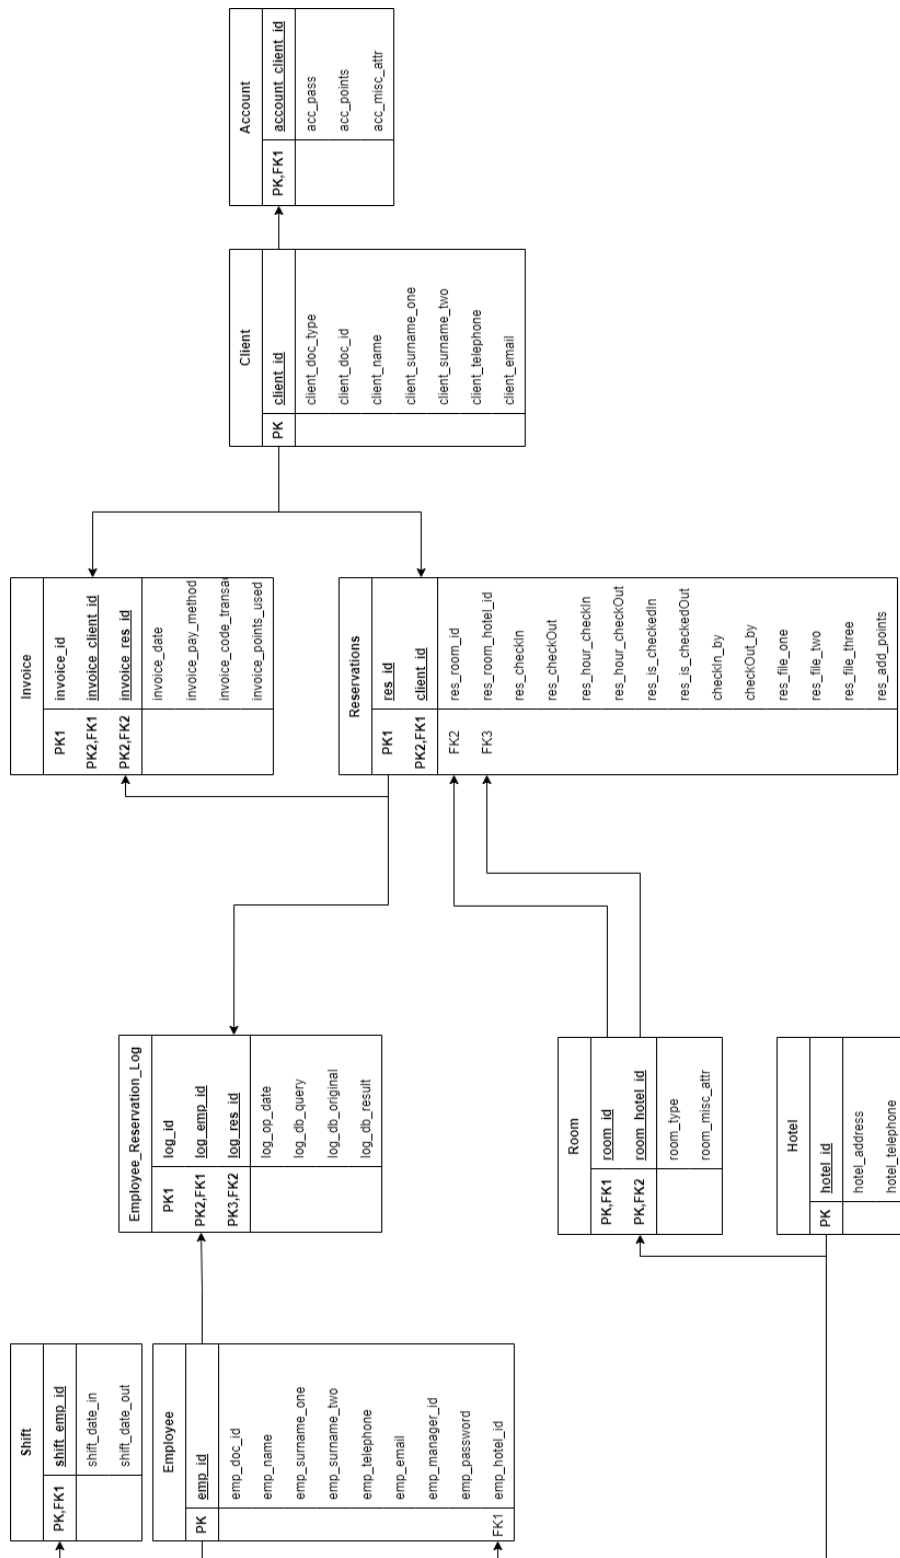 Shift
PK,FK1 shift_emp_id
shift_date_in
shift_date_out
Employee
PK emp_id
emp_doc_id
emp_name
emp_surname_one
emp_surname_two
emp_telephone
emp_email
emp_manager_id
emp_password
FK1 emp_hotel_id
Employee_Reservation_Log
PK1 log_id
PK2,FK1 log_emp_id
PK3,FK2 log_res_id
log_op_date
log_db_query
log_db_original
log_db_result
Room
PK,FK1 room_id
PK,FK2 room_hotel_id
room_type
room_misc_attr
Hotel
PK hotel_id
hotel_address
hotel_telephone
Invoice
PK1 invoice_id
PK2,FK1 invoice_client_id
PK2,FK2 invoice_res_id
invoice_date
invoice_pay_method
invoice_code_transa
invoice_points_used
Reservations
PK1 res_id
PK2,FK1 client_id
FK2 res_room_id
FK3 res_room_hotel_id
res_checkIn
res_checkOut
res_hour_checkIn
res_hour_checkOut
res_is_checkedIn
res_is_checkedOut
checkIn_by
checkOut_by
res_file_one
res_file_two
res_file_three
res_add_points
Client
PK client_id
client_doc_type
client_doc_id
client_name
client_surname_one
client_surname_two
client_telephone
client_email
Account
PK,FK1 account_client_id
acc_pass
acc_points
acc_misc_attr